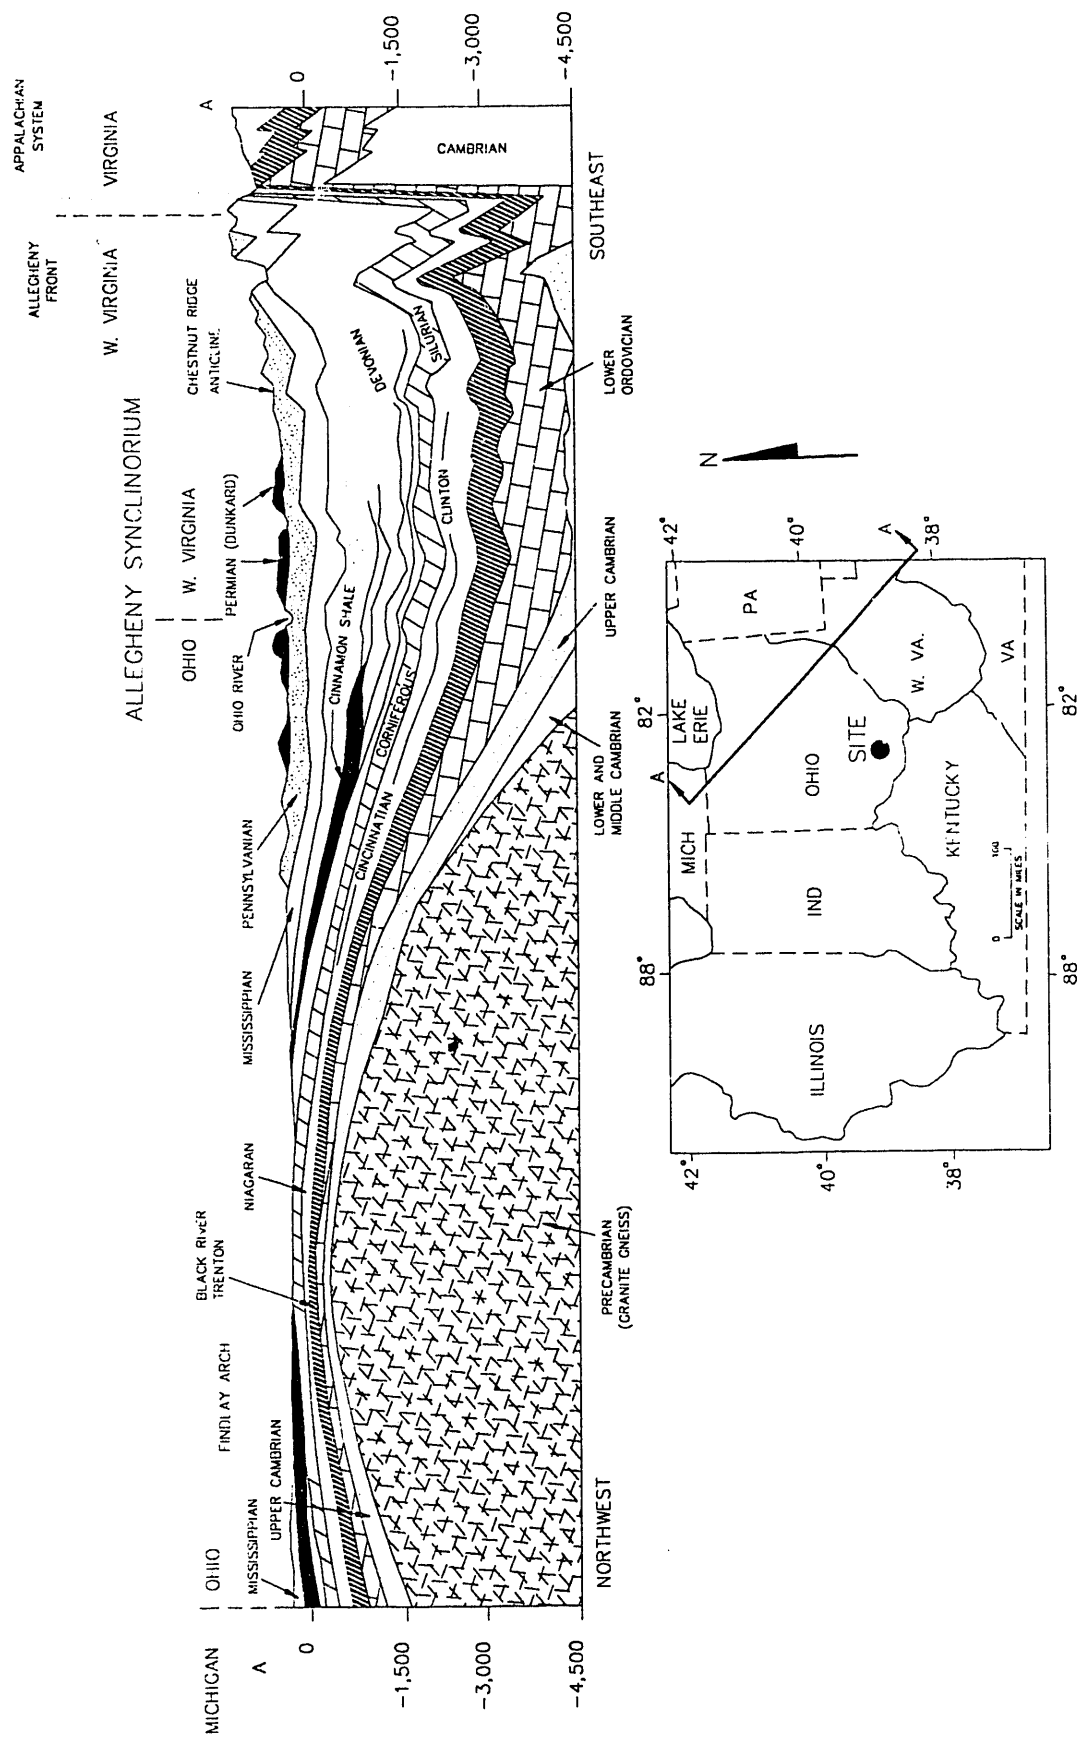 ALLEGHENY SYNCLINORIUM
APPALACHIAN
SYSTEM
ALLEGHENY
FRONT
MICHIGAN
OHIO
OHIO
W. VIRGINIA
W. VIRGINIA
VIRGINIA
A
MISSISSIPPIAN
UPPER CAMBRIAN
FINDLAY ARCH
BLACK RIVER
TRENTON
NIAGARAN
MISSISSIPPIAN
PENNSYLVANIAN
OHIO RIVER
PERMIAN (DUNKARD)
CHESTNUT RIDGE
ANTICLINE
A
0
-1,500
-3,000
-4,500
CINNAMON SHALE
CORNIFEROUS
CINCINNATIAN
CLINTON
DEVONIAN
SILURIAN
CAMBRIAN
0
-1,500
-3,000
-4,500
NORTHWEST
PRECAMBRIAN
(GRANITE GNEISS)
LOWER AND
MIDDLE CAMBRIAN
UPPER CAMBRIAN
LOWER
ORDOVICIAN
SOUTHEAST
88°
82°
42°
42°
40°
40°
38°
38°
88°
82°
A
A
N
MICH
LAKE
ERIE
PA
ILLINOIS
IND
OHIO
SITE
W. VA.
VA
KENTUCKY
0
100
SCALE IN MILES